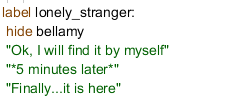 label lonely_stranger:
hide bellamy
"Ok, I will find it by myself"
"*5 minutes later*"
"Finally...it is here"